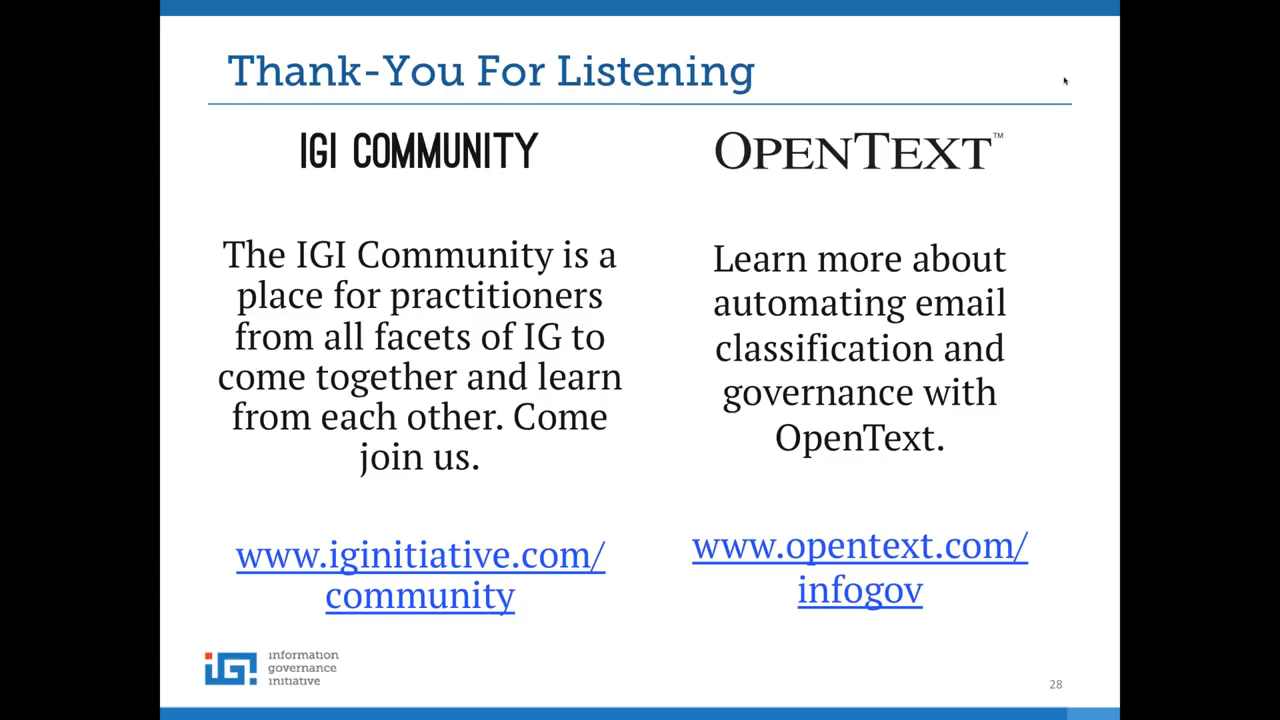 Thank-You For Listening
IGI COMMUNITY
The IGI Community is a
place for practitioners
from all facets of IG to
come together and learn
from each other. Come
join us.
www.iginitiative.com/
community
OPENTEXT™
Learn more about
automating email
classification and
governance with
OpenText.
www.opentext.com/
infogov
iGi
information
governance
initiative
28